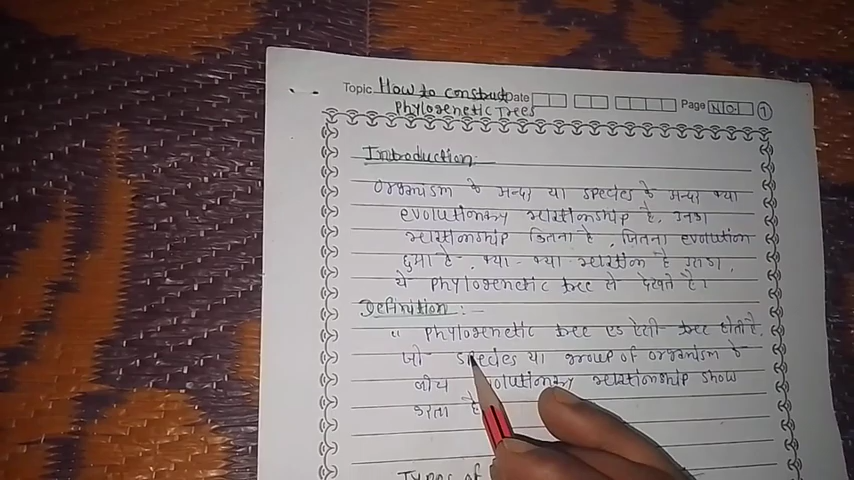 Topic How to construct Date Page No. 1
Phylogenetic Trees
Introduction:-
organism के मध्य या species के मध्य क्या
evolutionary relationship है, उनका
relationship कितना है, जितना evolution
हुआ है. क्या-क्या relation है उनका,
ये Phylogenetic tree से देखते है।
Definition:-
" Phylogenetic tree एक ऐसी tree होती है.
जो species या group of organism के
बीच evolutionary relationship show
करता है
Types of